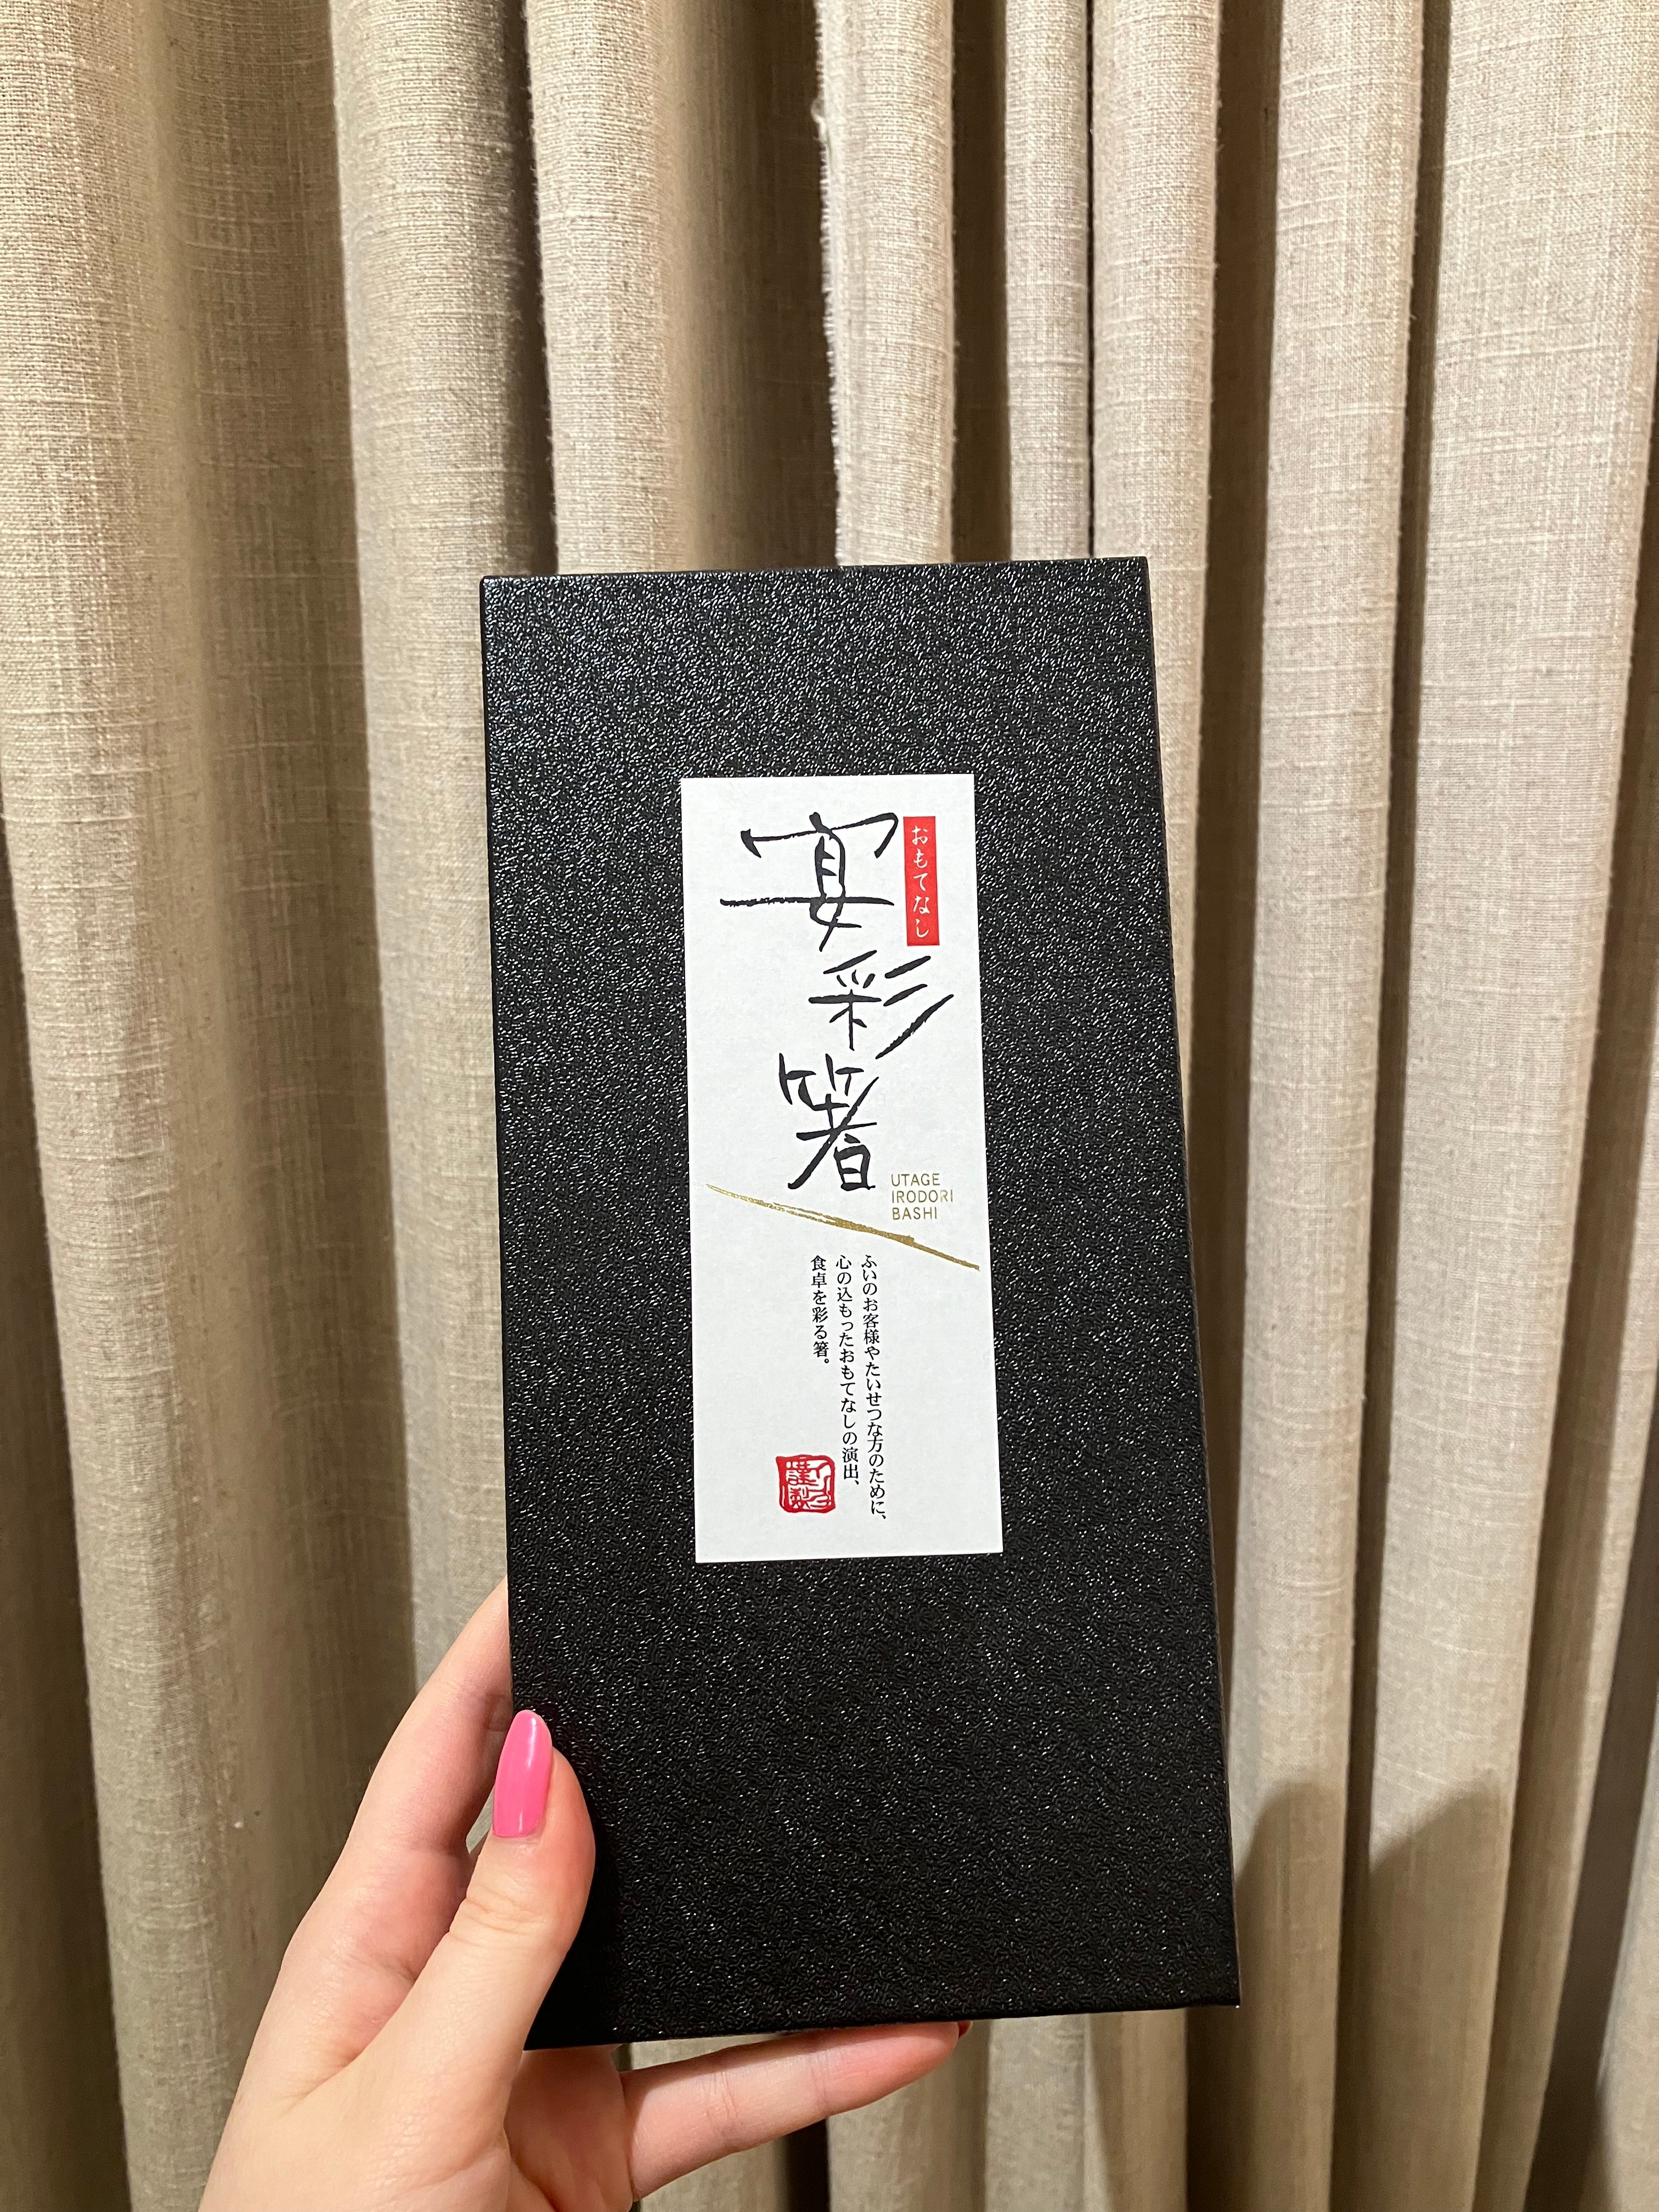 おもてなし
宴彩箸
UTAGE
IRODORI
BASHI
ふいのお客様やたいせつな方のために、
心の込もったおもてなしの演出、
食卓を彩る箸。